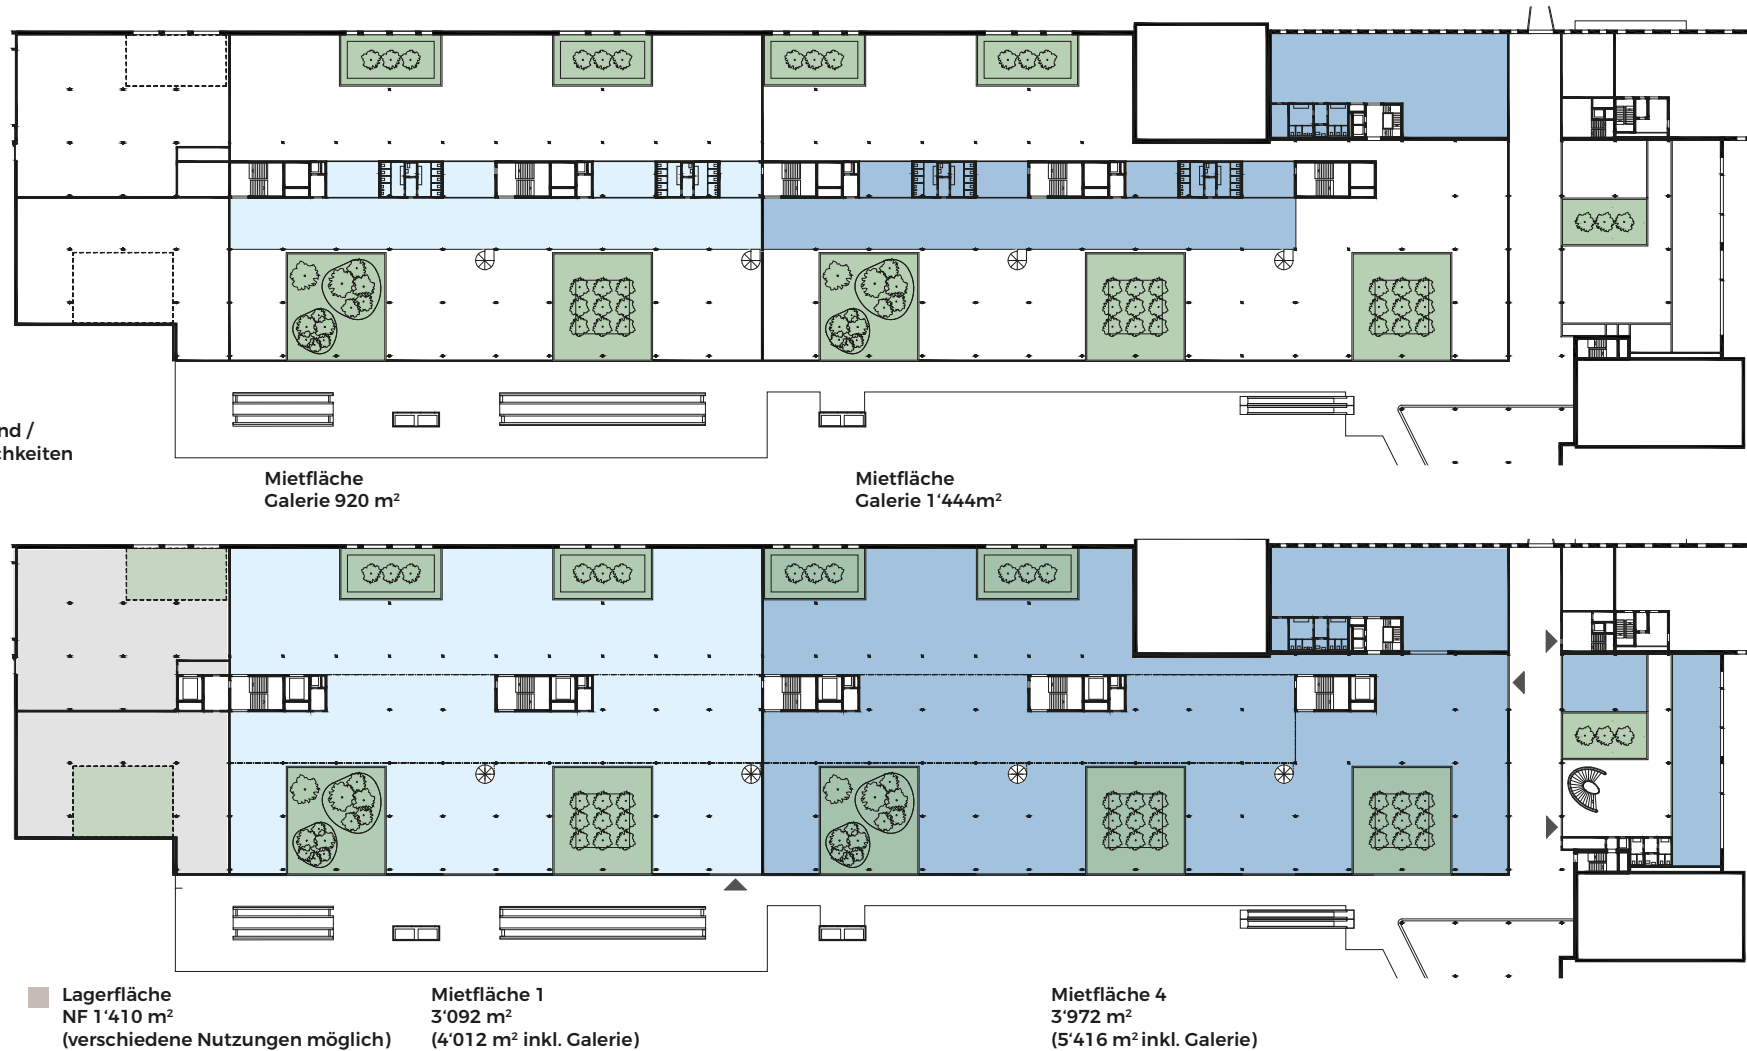 nd /
chkeiten
Mietfläche
Galerie 920 m²
Mietfläche
Galerie 1‘444m²
Lagerfläche
NF 1‘410 m²
(verschiedene Nutzungen möglich)
Mietfläche 1
3‘092 m²
(4‘012 m² inkl. Galerie)
Mietfläche 4
3‘972 m²
(5‘416 m² inkl. Galerie)